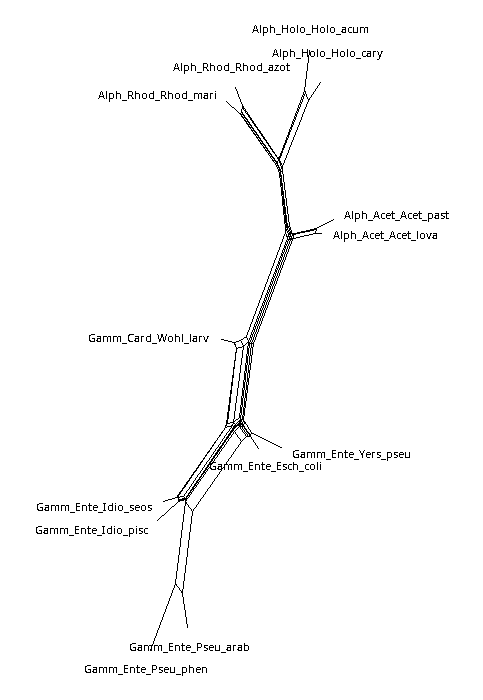 Alph_Holo_Holo_acum
Alph_Holo_Holo_cary
Alph_Rhod_Rhod_azot
Alph_Rhod_Rhod_mari
Alph_Acet_Acet_past
Alph_Acet_Acet_lova
Gamm_Card_Wohl_larv
Gamm_Ente_Yers_pseu
Gamm_Ente_Esch_coli
Gamm_Ente_Idio_seos
Gamm_Ente_Idio_pisc
Gamm_Ente_Pseu_arab
Gamm_Ente_Pseu_phen